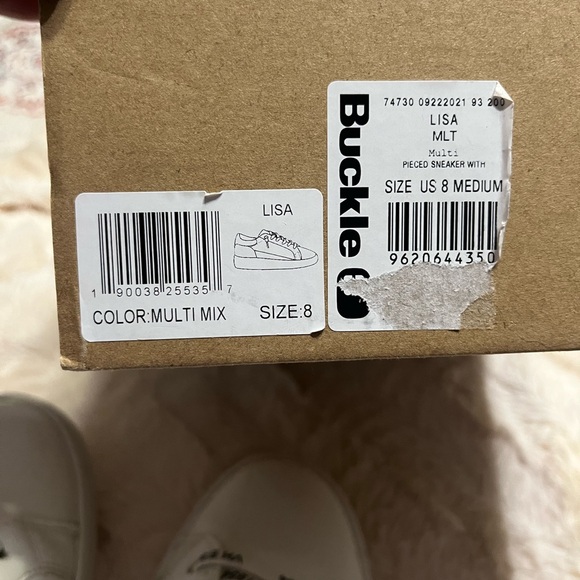 74730 09222021 93 200
LISA
MLT
Multi
PIECED SNEAKER WITH
SIZE US 8 MEDIUM
9620644350
Buckle
LISA
1 90038 25535 7
COLOR:MULTI MIX SIZE:8